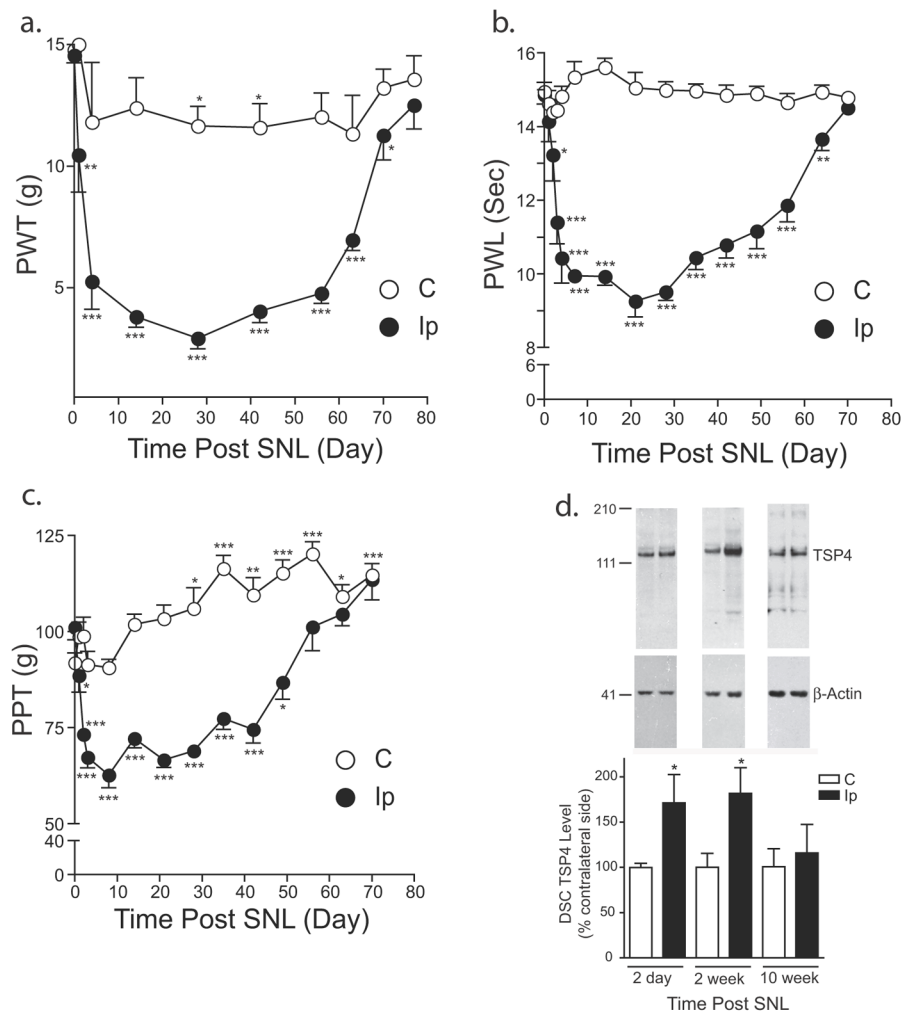 a.
15
10
5
PWT (g)
*
*
**
*
***
***
***
***
***
***
C
Ip
0 10 20 30 40 50 60 70 80
Time Post SNL (Day)
b.
16
14
12
10
8
6
0
PWL (Sec)
*
***
***
***
***
***
***
***
***
***
***
**
C
Ip
0 10 20 30 40 50 60 70 80
Time Post SNL (Day)
c.
125
100
75
50
40
0
PPT (g)
*
***
**
***
***
*
***
*
***
***
***
***
***
***
***
***
*
C
Ip
0 10 20 30 40 50 60 70 80
Time Post SNL (Day)
d.
210
111
TSP4
41
β-Actin
200
150
100
50
0
DSC TSP4 Level
(% contralateral side)
*
*
C
Ip
2 day 2 week 10 week
Time Post SNL